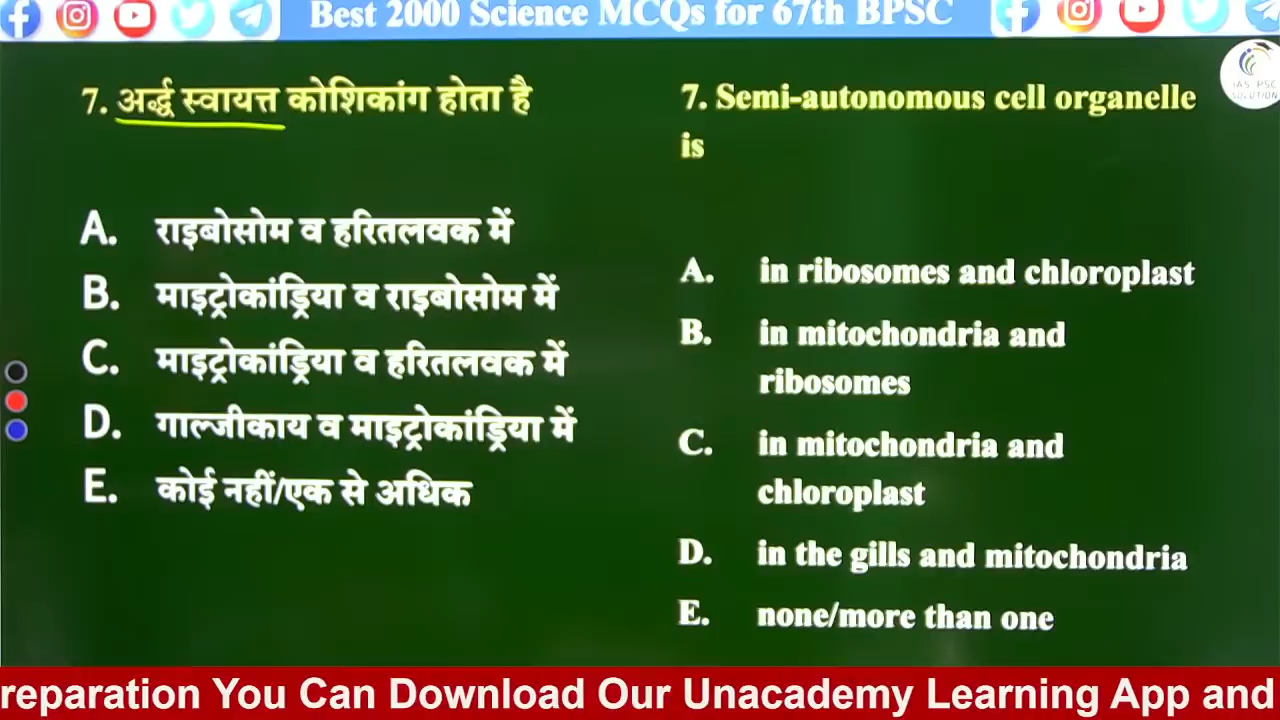 Best 2000 Science MCQs for 67th BPSC
IAS PSC
SOLUTION
7. अर्द्ध स्वायत्त कोशिकांग होता है
A. राइबोसोम व हरितलवक में
B. माइट्रोकांड्रिया व राइबोसोम में
C. माइट्रोकांड्रिया व हरितलवक में
D. गाल्जीकाय व माइट्रोकांड्रिया में
E. कोई नहीं/एक से अधिक
7. Semi-autonomous cell organelle
is
A. in ribosomes and chloroplast
B. in mitochondria and
ribosomes
C. in mitochondria and
chloroplast
D. in the gills and mitochondria
E. none/more than one
reparation You Can Download Our Unacademy Learning App and